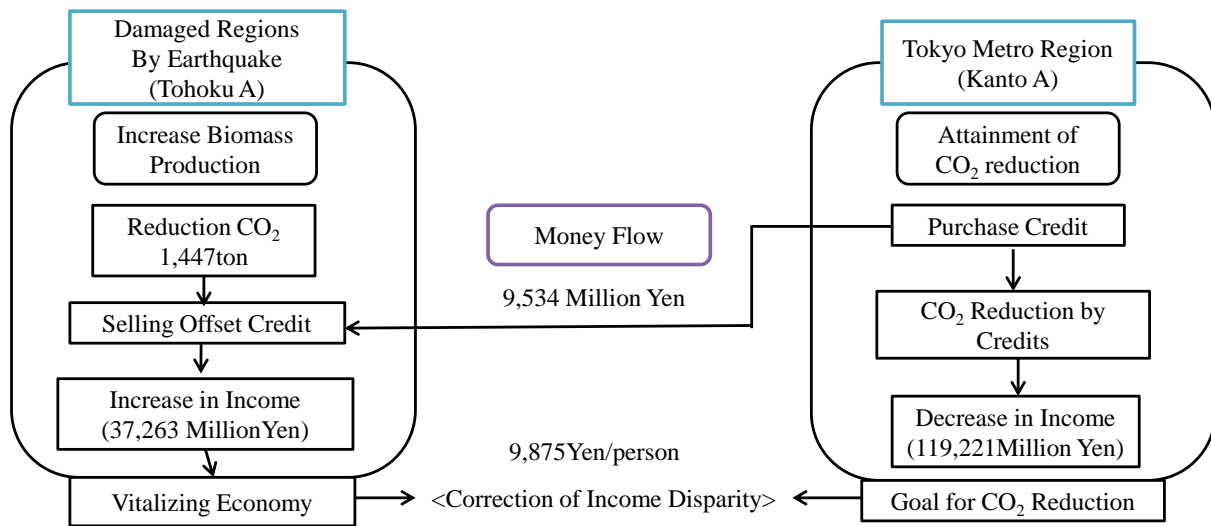 Damaged Regions
By Earthquake
(Tohoku A)
Increase Biomass
Production
Reduction CO₂
1,447ton
Selling Offset Credit
Increase in Income
(37,263 MillionYen)
Vitalizing Economy
Money Flow
9,534 Million Yen
9,875Yen/person
<Correction of Income Disparity>
Tokyo Metro Region
(Kanto A)
Attainment of
CO₂ reduction
Purchase Credit
CO₂ Reduction by
Credits
Decrease in Income
(119,221Million Yen)
Goal for CO₂ Reduction